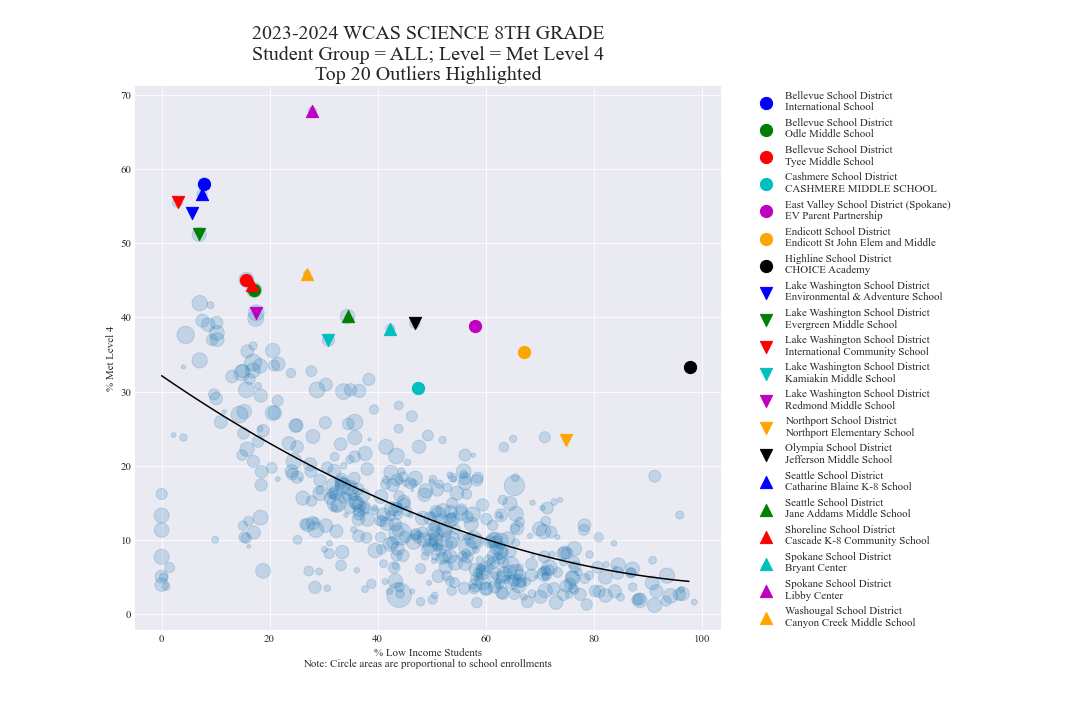 2023-2024 WCAS SCIENCE 8TH GRADE
Student Group = ALL; Level = Met Level 4
Top 20 Outliers Highlighted
70
60
50
40
30
20
10
0
% Met Level 4
0
20
40
60
80
100
% Low Income Students
Note: Circle areas are proportional to school enrollments
Bellevue School District
International School
Bellevue School District
Odle Middle School
Bellevue School District
Tyee Middle School
Cashmere School District
CASHMERE MIDDLE SCHOOL
East Valley School District (Spokane)
EV Parent Partnership
Endicott School District
Endicott St John Elem and Middle
Highline School District
CHOICE Academy
Lake Washington School District
Environmental & Adventure School
Lake Washington School District
Evergreen Middle School
Lake Washington School District
International Community School
Lake Washington School District
Kamiakin Middle School
Lake Washington School District
Redmond Middle School
Northport School District
Northport Elementary School
Olympia School District
Jefferson Middle School
Seattle School District
Catharine Blaine K-8 School
Seattle School District
Jane Addams Middle School
Shoreline School District
Cascade K-8 Community School
Spokane School District
Bryant Center
Spokane School District
Libby Center
Washougal School District
Canyon Creek Middle School